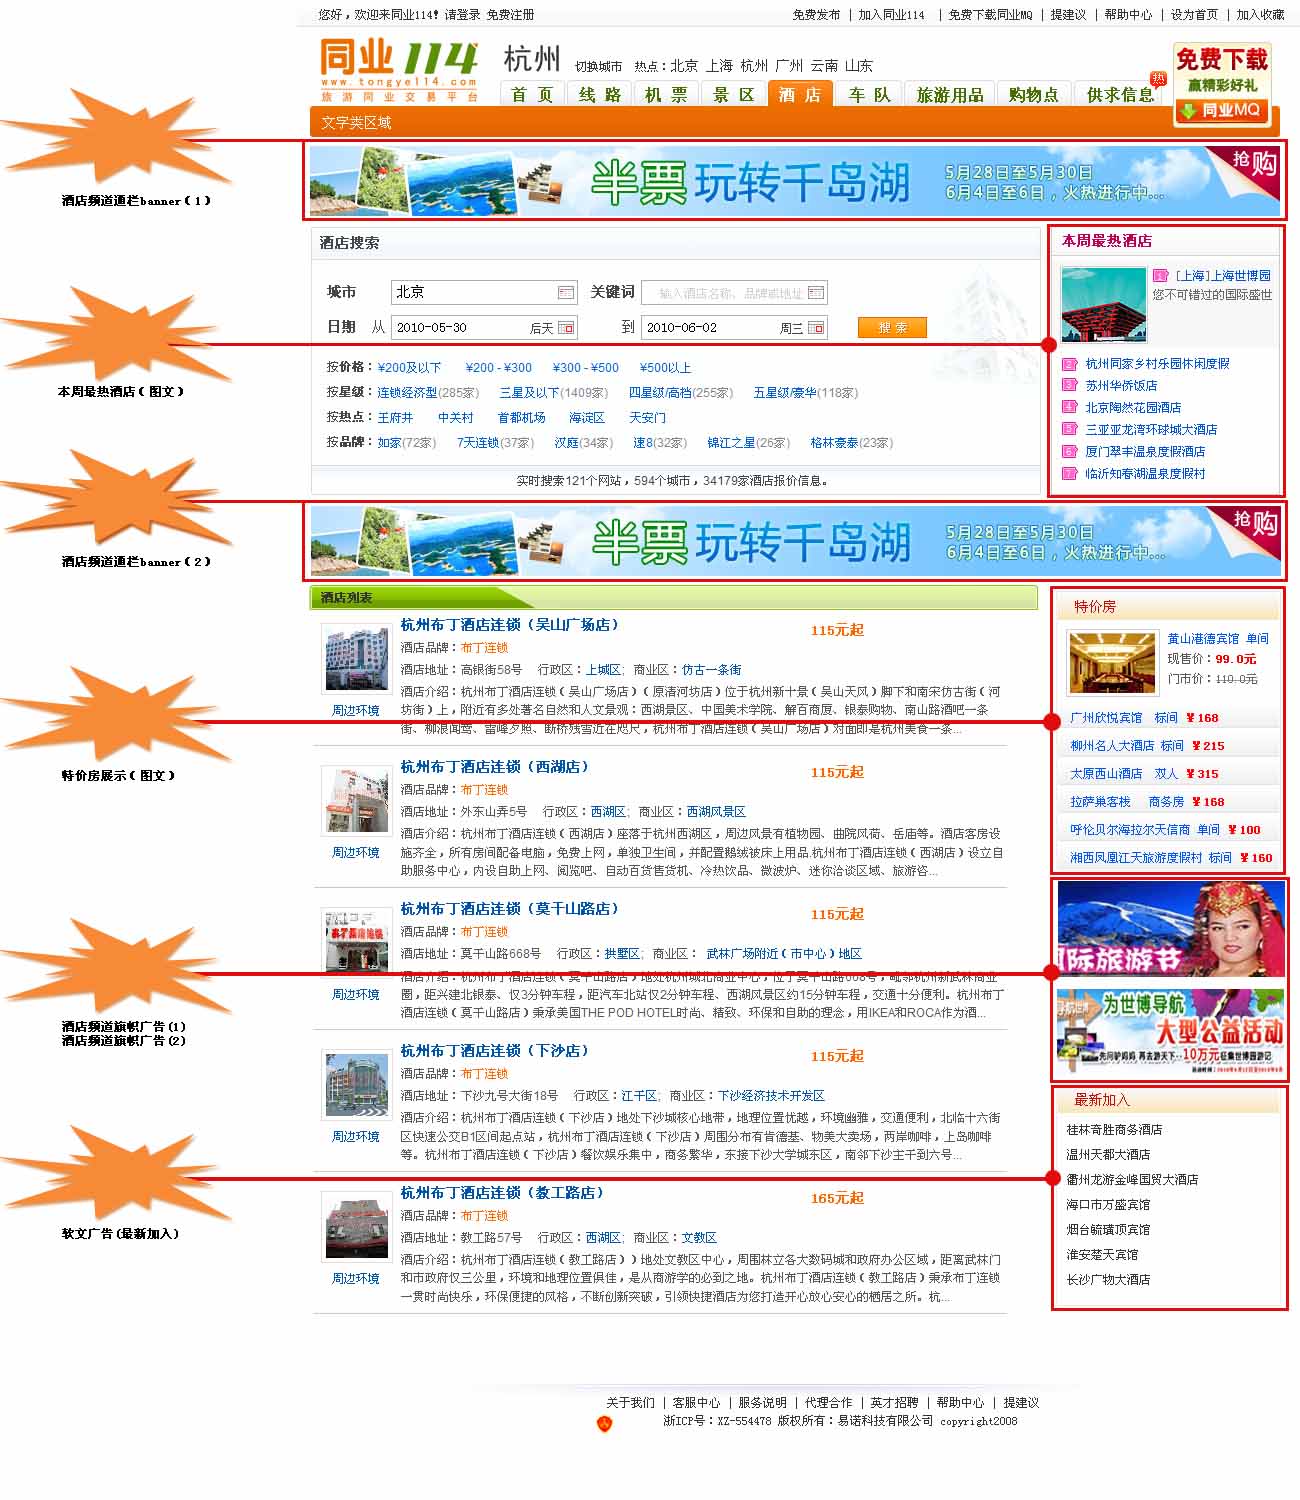 您好，欢迎来同业114！请登录 免费注册
免费发布 | 加入同业114 | 免费下载同业MQ | 提建议 | 帮助中心 | 设为首页 | 加入收藏
同业114
www.tongye114.com
旅游同业交易平台
杭州 切换城市 热点：北京 上海 杭州 广州 云南 山东
首页 线路 机票 景区 酒店 车队 旅游用品 购物点 供求信息 热
免费下载
赢精彩好礼
同业MQ
文字类区域
酒店频道通栏banner（1）
半票玩转千岛湖
5月28日至5月30日
6月4日至6日，火热进行中...
抢购
酒店搜索
城市 北京 关键词 输入酒店名称、品牌或地址
日期 从 2010-05-30 后天 到 2010-06-02 周三 搜索
按价格：¥200及以下 ¥200 - ¥300 ¥300 - ¥500 ¥500以上
按星级：连锁经济型(285家) 三星及以下(1409家) 四星级/高档(255家) 五星级/豪华(118家)
按热点：王府井 中关村 首都机场 海淀区 天安门
按品牌：如家(72家) 7天连锁(37家) 汉庭(34家) 速8(32家) 锦江之星(26家) 格林豪泰(23家)
实时搜索121个网站，594个城市，34179家酒店报价信息。
本周最热酒店（图文）
本周最热酒店
1 [上海]上海世博园
您不可错过的国际盛世
2 杭州同家乡村乐园休闲度假
3 苏州华侨饭店
4 北京陶然花园酒店
5 三亚亚龙湾环球城大酒店
6 厦门翠丰温泉度假酒店
7 临沂知春湖温泉度假村
酒店频道通栏banner（2）
半票玩转千岛湖
5月28日至5月30日
6月4日至6日，火热进行中...
抢购
酒店列表
杭州布丁酒店连锁（吴山广场店） 115元起
酒店品牌：布丁连锁
酒店地址：高银街58号 行政区：上城区；商业区：仿古一条街
酒店介绍：杭州布丁酒店连锁（吴山广场店）（原清河坊店）位于杭州新十景（吴山天风）脚下和南宋仿古街（河
坊街）上，附近有多处著名自然和人文景观：西湖景区、中国美术学院、解百商厦、银泰购物、南山路酒吧一条
街、柳浪闻莺、雷峰夕照、断桥残雪近在咫尺，杭州布丁酒店连锁（吴山广场店）对面即是杭州美食一条...
周边环境
杭州布丁酒店连锁（西湖店） 115元起
酒店品牌：布丁连锁
酒店地址：外东山弄5号 行政区：西湖区；商业区：西湖风景区
酒店介绍：杭州布丁酒店连锁（西湖店）座落于杭州西湖区，周边风景有植物园、曲院风荷、岳庙等。酒店客房设
施齐全，所有房间配备电脑，免费上网，单独卫生间，并配置鹅绒被床上用品.杭州布丁酒店连锁（西湖店）设立自
助服务中心，内设自助上网、阅览吧、自动百货售货机、冷热饮品、微波炉、迷你洽谈区域、旅游咨...
周边环境
杭州布丁酒店连锁（莫干山路店） 115元起
酒店品牌：布丁连锁
酒店地址：莫干山路668号 行政区：拱墅区；商业区： 武林广场附近（市中心）地区
酒店介绍：杭州布丁酒店连锁（莫干山路店）地处杭州城北商业中心，位于莫干山路668号，毗邻杭州新武林商业
圈，距兴建北银泰、仅3分钟车程，距汽车北站仅2分钟车程、西湖风景区约15分钟车程，交通十分便利。杭州布丁
酒店连锁（莫干山路店）秉承美国THE POD HOTEL时尚、精致、环保和自助的理念，用IKEA和ROCA作为酒...
周边环境
杭州布丁酒店连锁（下沙店） 115元起
酒店品牌：布丁连锁
酒店地址：下沙九号大街18号 行政区：江干区；商业区：下沙经济技术开发区
酒店介绍：杭州布丁酒店连锁（下沙店）地处下沙城核心地带，地理位置优越，环境幽雅，交通便利，北临十六街
区快速公交B1区间起点站，杭州布丁酒店连锁（下沙店）周围分布有肯德基、物美大卖场，两岸咖啡，上岛咖啡
等。杭州布丁酒店连锁（下沙店）餐饮娱乐集中，商务繁华，东接下沙大学城东区，南邻下沙主干到六号...
周边环境
杭州布丁酒店连锁（教工路店） 165元起
酒店品牌：布丁连锁
酒店地址：教工路57号 行政区：西湖区；商业区：文教区
酒店介绍：杭州布丁酒店连锁（教工路店））地处文教区中心，周围林立各大数码城和政府办公区域，距离武林门
和市政府仅三公里，环境和地理位置俱佳，是从商游学的必到之地。杭州布丁酒店连锁（教工路店）秉承布丁连锁
一贯时尚快乐，环保便捷的风格，不断创新突破，引领快捷酒店为您打造开心放心安心的栖居之所。杭...
周边环境
特价房展示（图文）
特价房
黄山港德宾馆 单间
现售价：99.0元
门市价：110.0元
广州欣悦宾馆 标间 ¥168
柳州名人大酒店 标间 ¥215
太原西山酒店 双人 ¥315
拉萨巢客栈 商务房 ¥168
呼伦贝尔海拉尔天信商 单间 ¥100
湘西凤凰江天旅游度假村 标间 ¥160
酒店频道旗帜广告(1)
酒店频道旗帜广告(2)
国际旅游节
为世博导航
大型公益活动
先问驴妈妈 再去游天下--10万元征集世博园游记
软文广告(最新加入)
最新加入
桂林奇胜商务酒店
温州天都大酒店
衢州龙游金峰国贸大酒店
海口市万盛宾馆
烟台毓璜顶宾馆
淮安楚天宾馆
长沙广物大酒店
关于我们 | 客服中心 | 服务说明 | 代理合作 | 英才招聘 | 帮助中心 | 提建议
浙ICP号：XZ-554478 版权所有：易诺科技有限公司 copyright2008